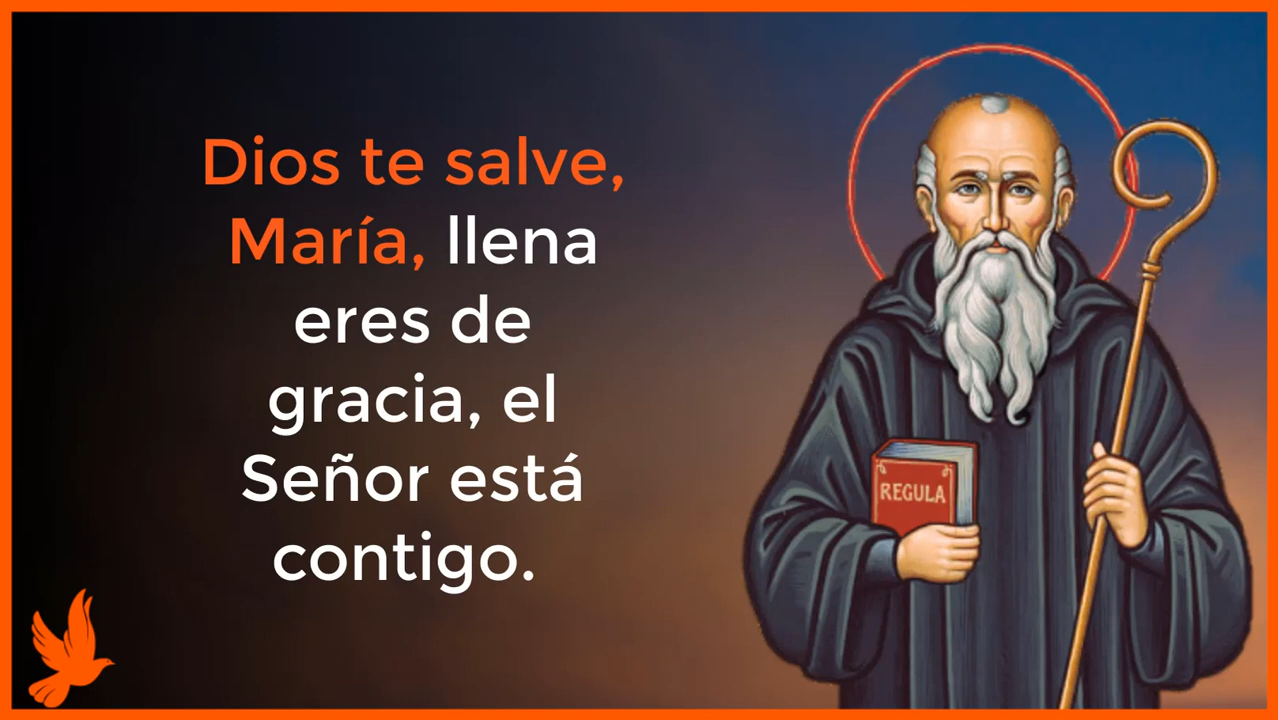 Dios te salve,
María, llena
eres de
gracia, el
Señor está
contigo.
REGULA